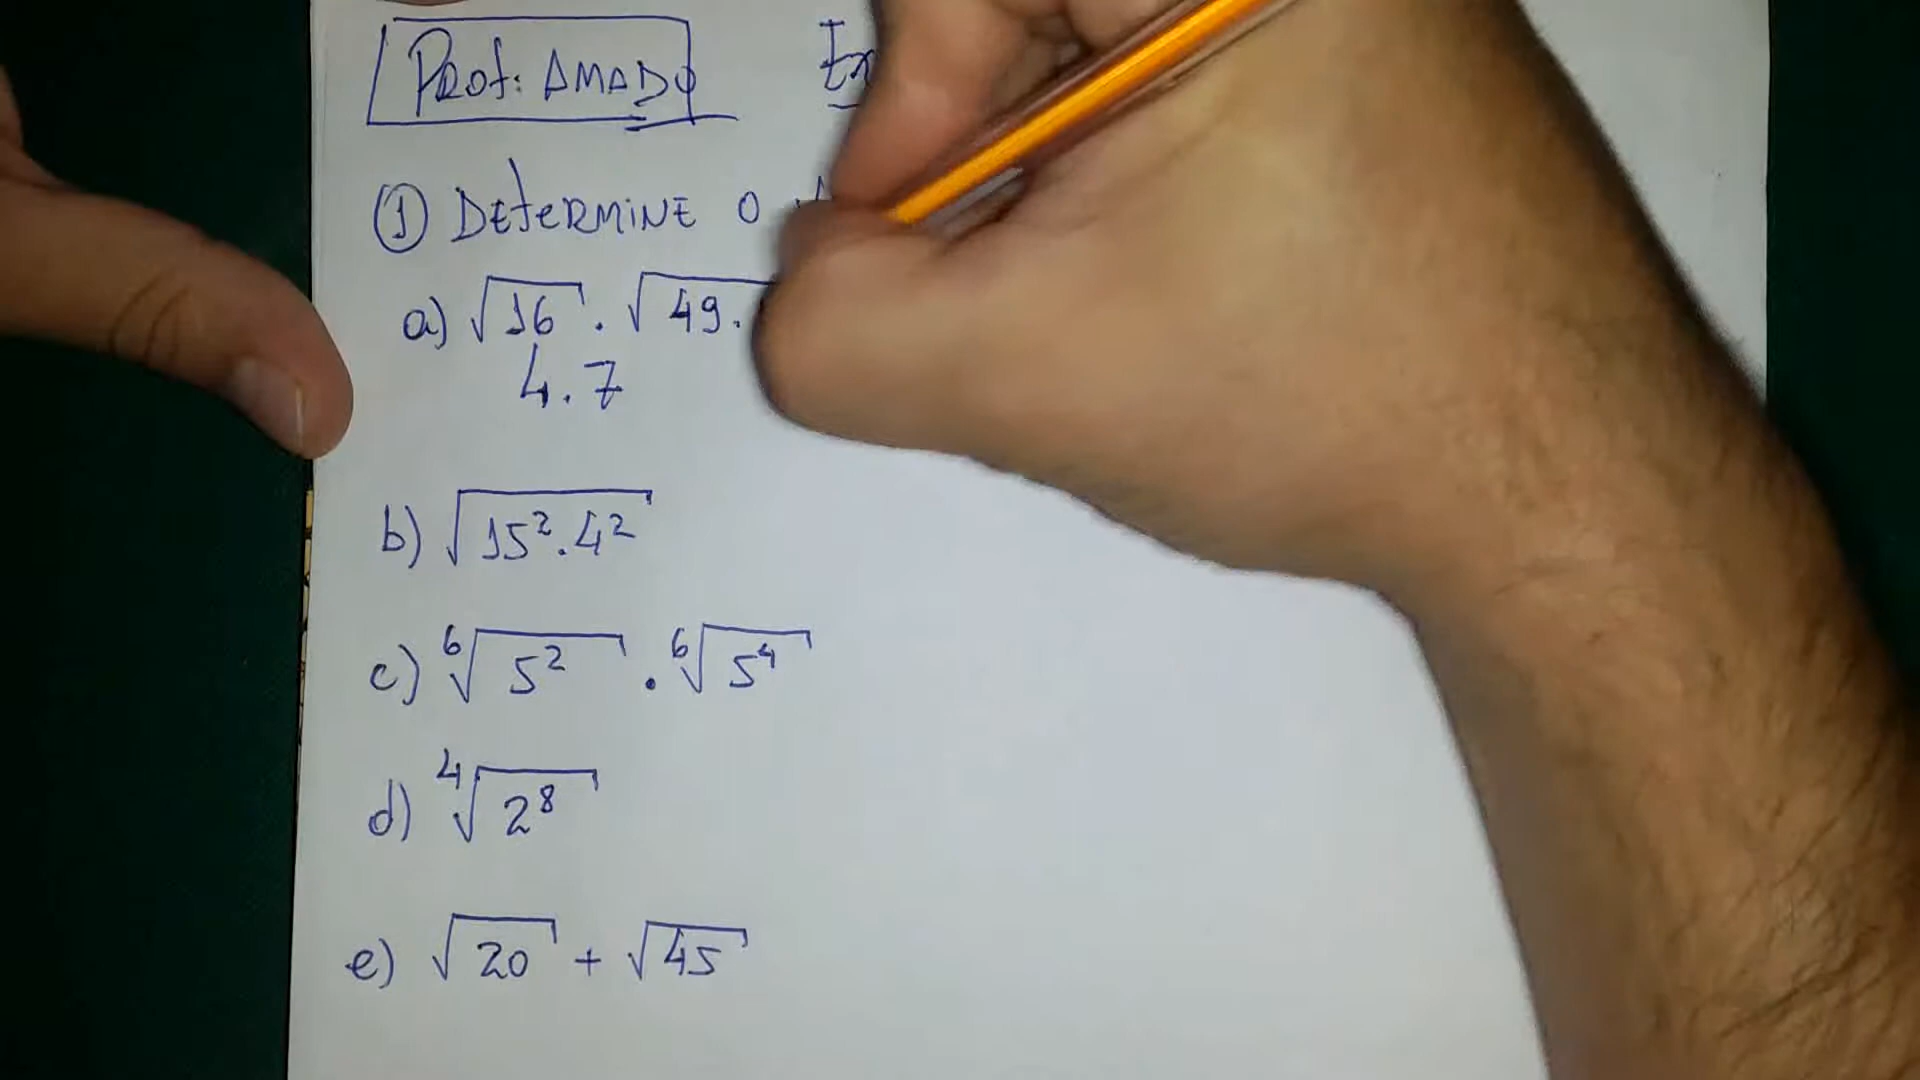 Prof: AMADO
① DETERMINE O
a) √16 . √49.
4.7
b) √15².4²
c) ⁶√5² . ⁶√5⁴
d) ⁴√2⁸
e) √20 + √45